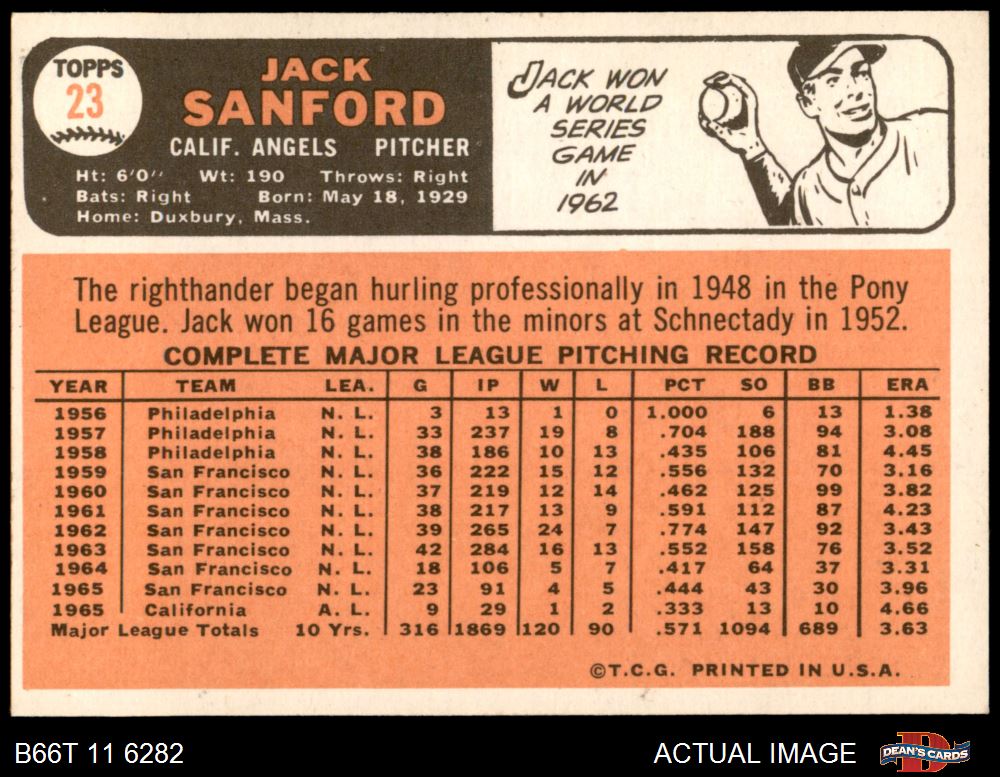 TOPPS
23
JACK
SANFORD
CALIF. ANGELS PITCHER
Ht: 6'0" Wt: 190 Throws: Right
Bats: Right Born: May 18, 1929
Home: Duxbury, Mass.
JACK WON
A WORLD
SERIES
GAME
IN
1962
The righthander began hurling professionally in 1948 in the Pony
League. Jack won 16 games in the minors at Schnectady in 1952.
COMPLETE MAJOR LEAGUE PITCHING RECORD
YEAR TEAM LEA. G IP W L PCT SO BB ERA
1956 Philadelphia N. L. 3 13 1 0 1.000 6 13 1.38
1957 Philadelphia N. L. 33 237 19 8 .704 188 94 3.08
1958 Philadelphia N. L. 38 186 10 13 .435 106 81 4.45
1959 San Francisco N. L. 36 222 15 12 .556 132 70 3.16
1960 San Francisco N. L. 37 219 12 14 .462 125 99 3.82
1961 San Francisco N. L. 38 217 13 9 .591 112 87 4.23
1962 San Francisco N. L. 39 265 24 7 .774 147 92 3.43
1963 San Francisco N. L. 42 284 16 13 .552 158 76 3.52
1964 San Francisco N. L. 18 106 5 7 .417 64 37 3.31
1965 San Francisco N. L. 23 91 4 5 .444 43 30 3.96
1965 California A. L. 9 29 1 2 .333 13 10 4.66
Major League Totals 10 Yrs. 316 1869 120 90 .571 1094 689 3.63
©T.C.G. PRINTED IN U.S.A.
B66T 11 6282 ACTUAL IMAGE DEAN'S CARDS